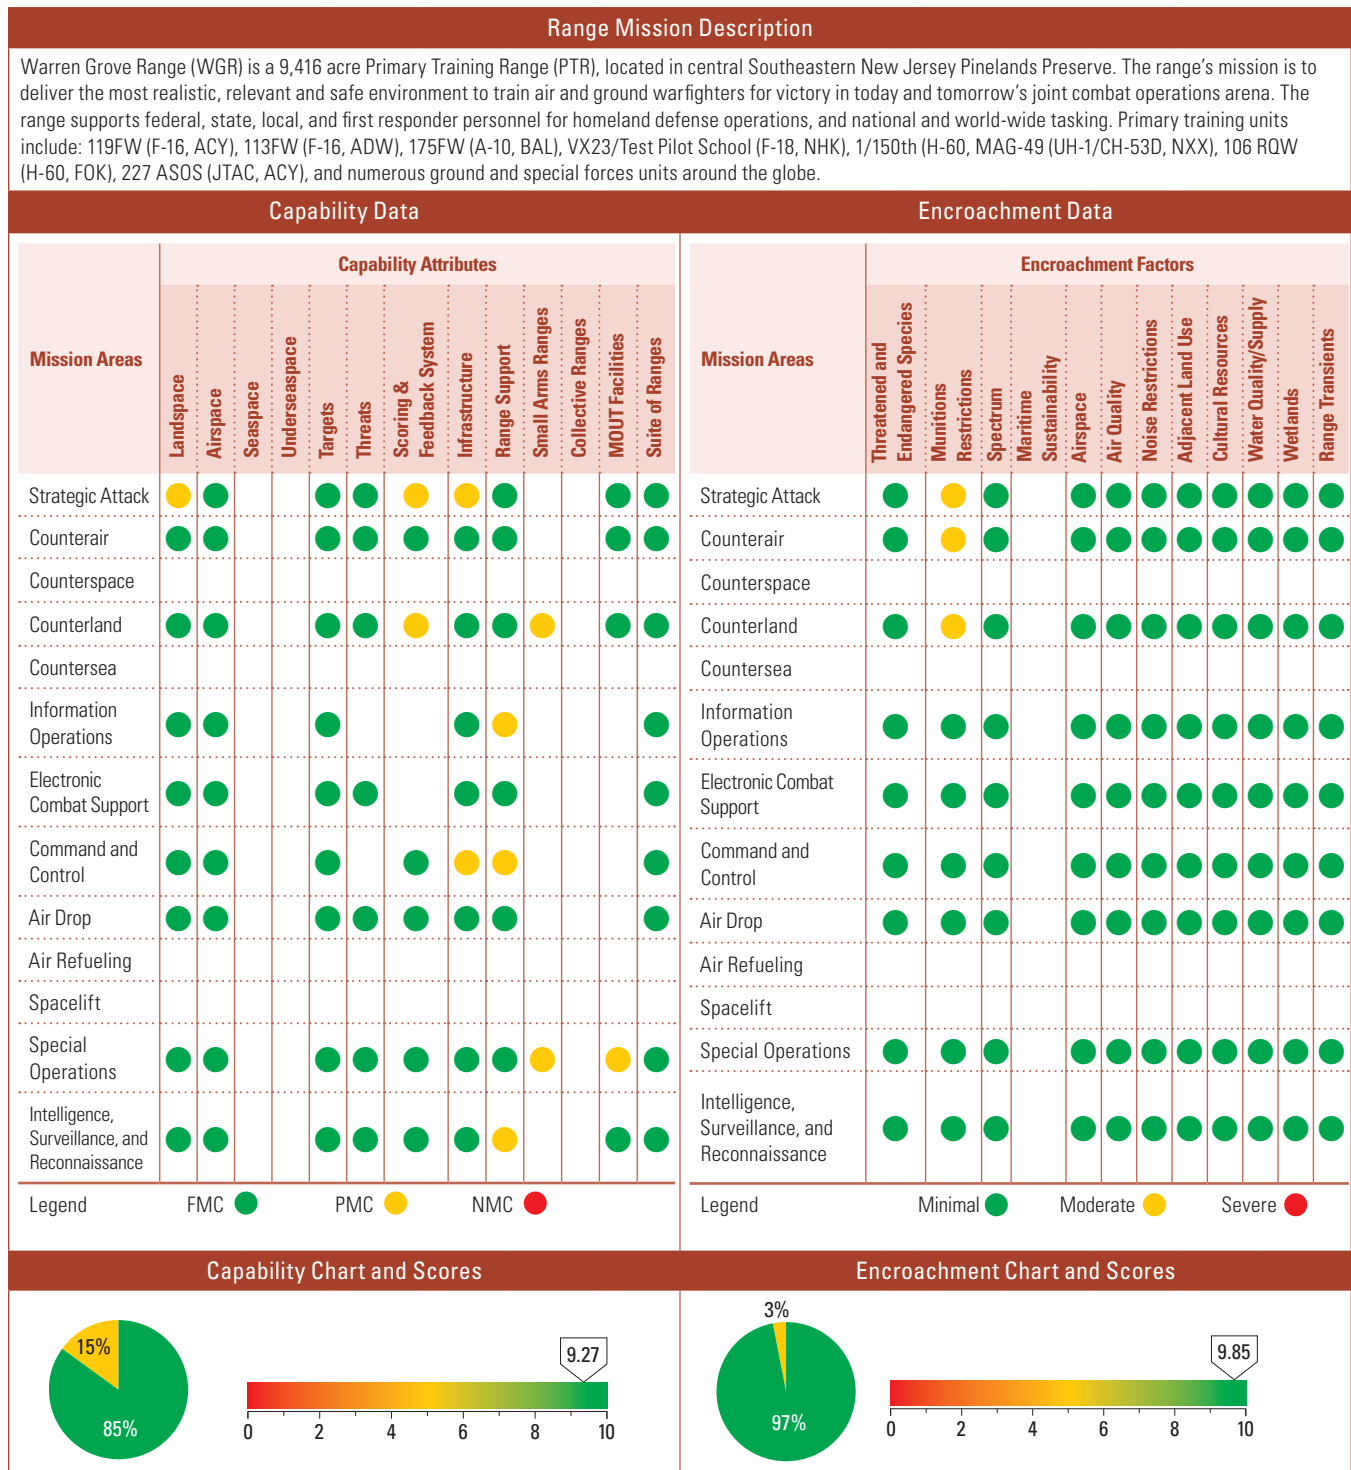 Range Mission Description
Warren Grove Range (WGR) is a 9,416 acre Primary Training Range (PTR), located in central Southeastern New Jersey Pinelands Preserve. The range's mission is to
deliver the most realistic, relevant and safe environment to train air and ground warfighters for victory in today and tomorrow's joint combat operations arena. The
range supports federal, state, local, and first responder personnel for homeland defense operations, and national and world-wide tasking. Primary training units
include: 119FW (F-16, ACY), 113FW (F-16, ADW), 175FW (A-10, BAL), VX23/Test Pilot School (F-18, NHK), 1/150th (H-60, MAG-49 (UH-1/CH-53D, NXX), 106 RQW
(H-60, FOK), 227 ASOS (JTAC, ACY), and numerous ground and special forces units around the globe.
Capability Data
Mission Areas
Capability Attributes
Landspace
Airspace
Seaspace
Underseaspace
Targets
Threats
Scoring &
Feedback System
Infrastructure
Range Support
Small Arms Ranges
Collective Ranges
MOUT Facilities
Suite of Ranges
Strategic Attack
Counterair
Counterspace
Counterland
Countersea
Information
Operations
Electronic
Combat Support
Command and
Control
Air Drop
Air Refueling
Spacelift
Special
Operations
Intelligence,
Surveillance, and
Reconnaissance
Legend FMC PMC NMC
Encroachment Data
Mission Areas
Encroachment Factors
Threatened and
Endangered Species
Munitions
Restrictions
Spectrum
Maritime
Sustainability
Airspace
Air Quality
Noise Restrictions
Adjacent Land Use
Cultural Resources
Water Quality/Supply
Wetlands
Range Transients
Strategic Attack
Counterair
Counterspace
Counterland
Countersea
Information
Operations
Electronic Combat
Support
Command and
Control
Air Drop
Air Refueling
Spacelift
Special Operations
Intelligence,
Surveillance, and
Reconnaissance
Legend Minimal Moderate Severe
Capability Chart and Scores
15%
85%
9.27
0 2 4 6 8 10
Encroachment Chart and Scores
3%
97%
9.85
0 2 4 6 8 10